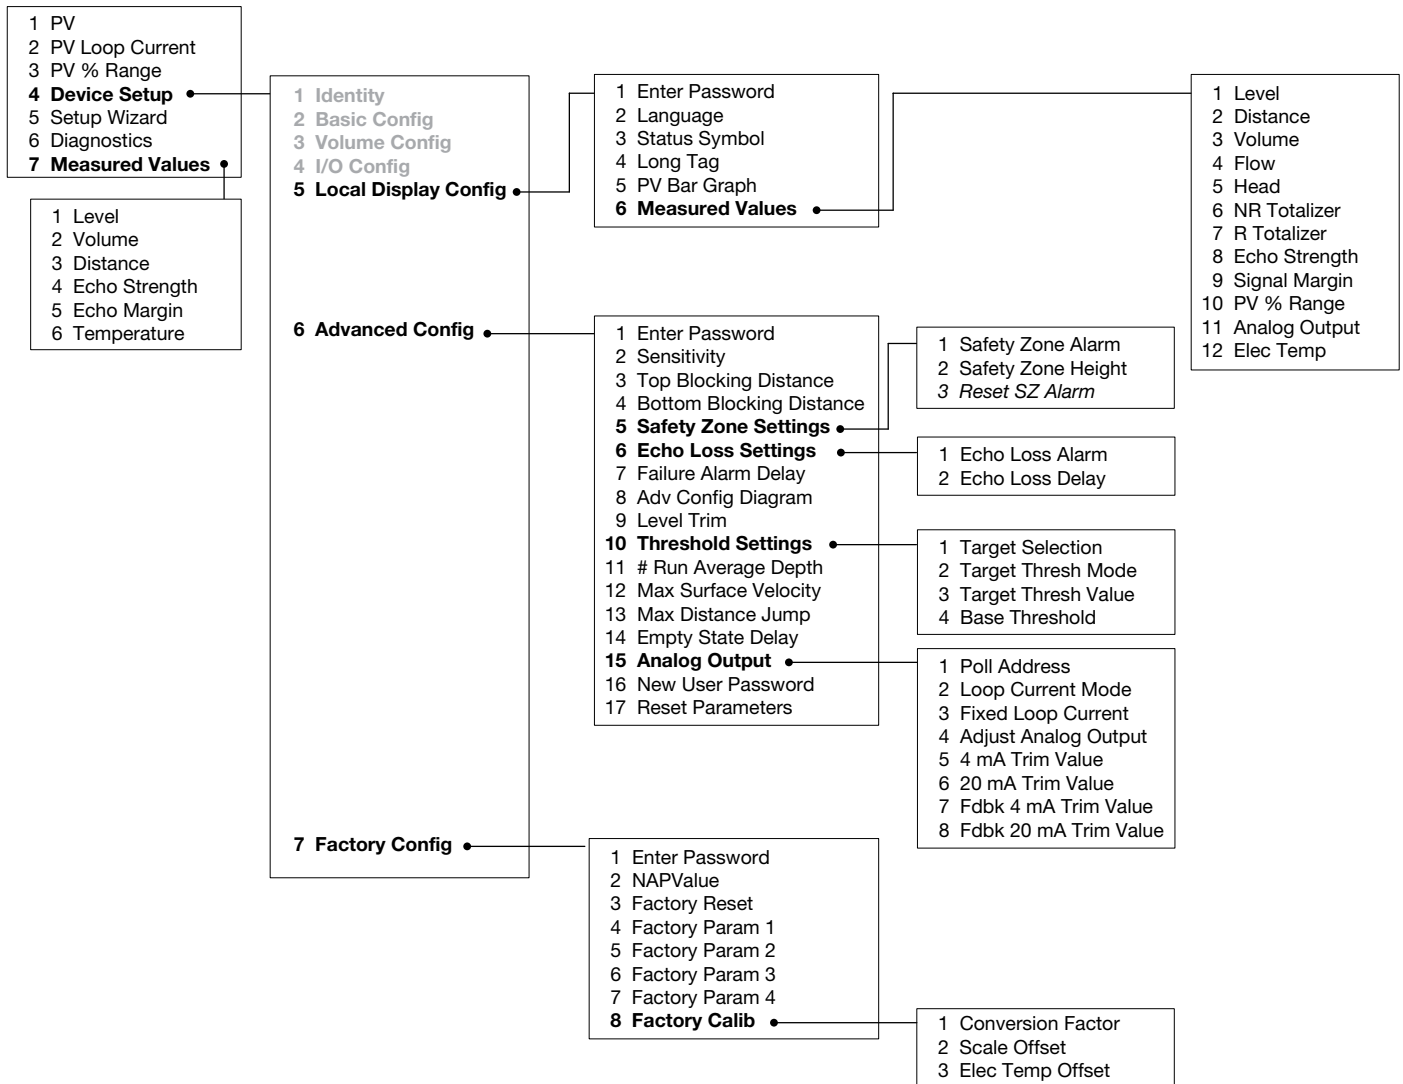 1 PV
2 PV Loop Current
3 PV % Range
4 Device Setup
5 Setup Wizard
6 Diagnostics
7 Measured Values
1 Level
2 Volume
3 Distance
4 Echo Strength
5 Echo Margin
6 Temperature
1 Identity
2 Basic Config
3 Volume Config
4 I/O Config
5 Local Display Config
6 Advanced Config
7 Factory Config
1 Enter Password
2 Language
3 Status Symbol
4 Long Tag
5 PV Bar Graph
6 Measured Values
1 Level
2 Distance
3 Volume
4 Flow
5 Head
6 NR Totalizer
7 R Totalizer
8 Echo Strength
9 Signal Margin
10 PV % Range
11 Analog Output
12 Elec Temp
1 Enter Password
2 Sensitivity
3 Top Blocking Distance
4 Bottom Blocking Distance
5 Safety Zone Settings
6 Echo Loss Settings
7 Failure Alarm Delay
8 Adv Config Diagram
9 Level Trim
10 Threshold Settings
11 # Run Average Depth
12 Max Surface Velocity
13 Max Distance Jump
14 Empty State Delay
15 Analog Output
16 New User Password
17 Reset Parameters
1 Safety Zone Alarm
2 Safety Zone Height
3 Reset SZ Alarm
1 Echo Loss Alarm
2 Echo Loss Delay
1 Target Selection
2 Target Thresh Mode
3 Target Thresh Value
4 Base Threshold
1 Poll Address
2 Loop Current Mode
3 Fixed Loop Current
4 Adjust Analog Output
5 4 mA Trim Value
6 20 mA Trim Value
7 Fdbk 4 mA Trim Value
8 Fdbk 20 mA Trim Value
1 Enter Password
2 NAPValue
3 Factory Reset
4 Factory Param 1
5 Factory Param 2
6 Factory Param 3
7 Factory Param 4
8 Factory Calib
1 Conversion Factor
2 Scale Offset
3 Elec Temp Offset